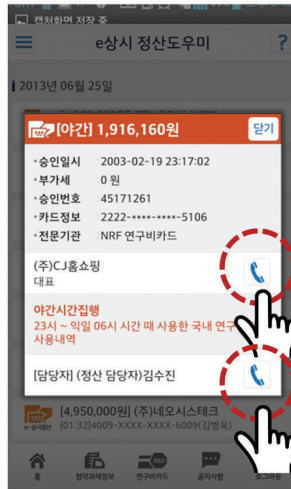 캡처화면 저장 중
e상시 정산도우미 ?
2013년 06월 25일
[야간] 1,916,160원 닫기
·승인일시 2003-02-19 23:17:02
·부가세 0 원
·승인번호 45171261
·카드정보 2222-****-****-5106
·전문기관 NRF 연구비카드
(주)CJ홈쇼핑
대표
야간시간집행
23시 ~ 익일 06시 시간 때 사용한 국내 연구
사용내역
[담당자] (정산 담당자)김수진
[4,950,000원] (주)네오시스테크
e-상시정산 [01.32]4009-XXXX-XXXX-6009(김병욱)
홈 협약과제정보 연구비카드 공지사항 로그아웃